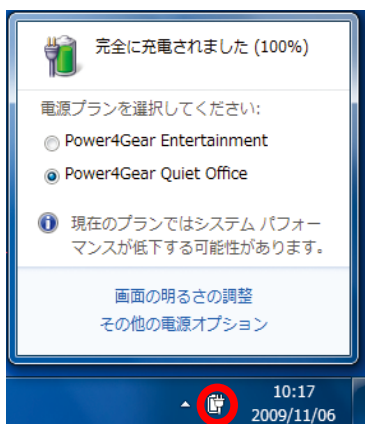 完全に充電されました (100%)
電源プランを選択してください:
Power4Gear Entertainment
Power4Gear Quiet Office
現在のプランではシステム パフォー
マンスが低下する可能性があります。
画面の明るさの調整
その他の電源オプション
10:17
2009/11/06